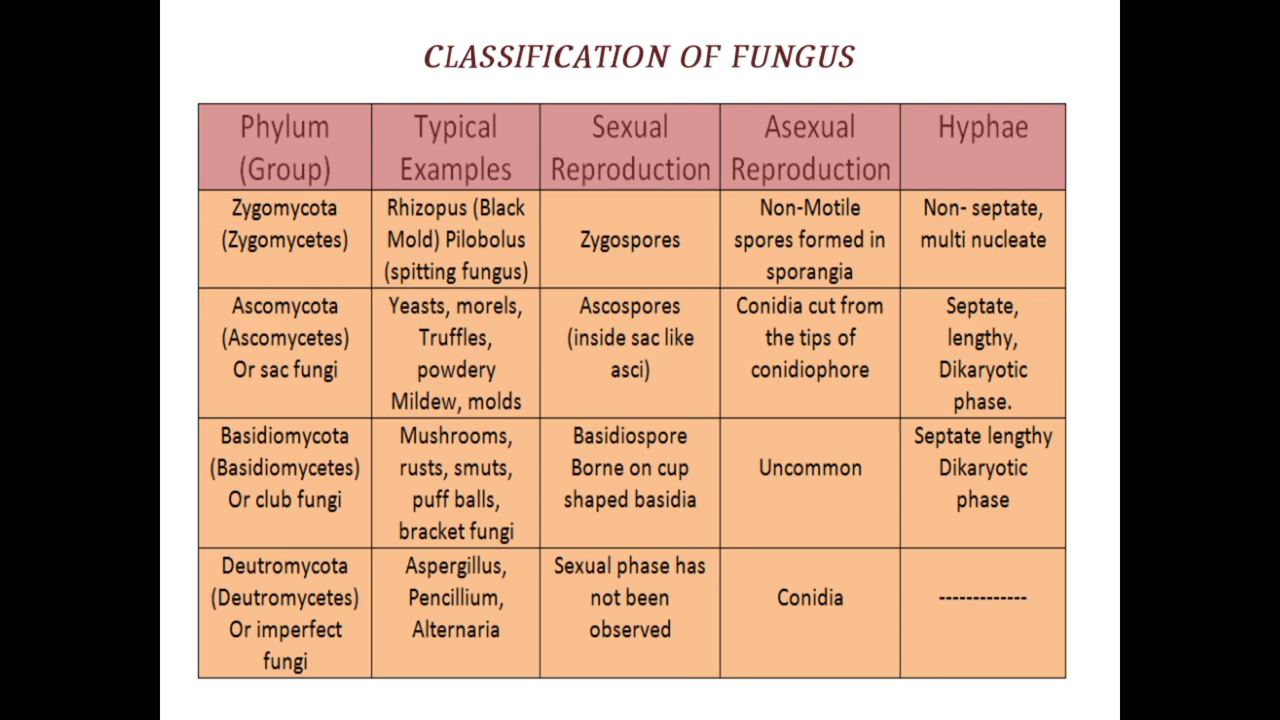 CLASSIFICATION OF FUNGUS
Phylum
(Group)
Typical
Examples
Sexual
Reproduction
Asexual
Reproduction
Hyphae
Zygomycota
(Zygomycetes)
Rhizopus (Black
Mold) Pilobolus
(spitting fungus)
Zygospores
Non-Motile
spores formed in
sporangia
Non- septate,
multi nucleate
Ascomycota
(Ascomycetes)
Or sac fungi
Yeasts, morels,
Truffles,
powdery
Mildew, molds
Ascospores
(inside sac like
asci)
Conidia cut from
the tips of
conidiophore
Septate,
lengthy,
Dikaryotic
phase.
Basidiomycota
(Basidiomycetes)
Or club fungi
Mushrooms,
rusts, smuts,
puff balls,
bracket fungi
Basidiospore
Borne on cup
shaped basidia
Uncommon
Septate lengthy
Dikaryotic
phase
Deutromycota
(Deutromycetes)
Or imperfect
fungi
Aspergillus,
Pencillium,
Alternaria
Sexual phase has
not been
observed
Conidia
-------------